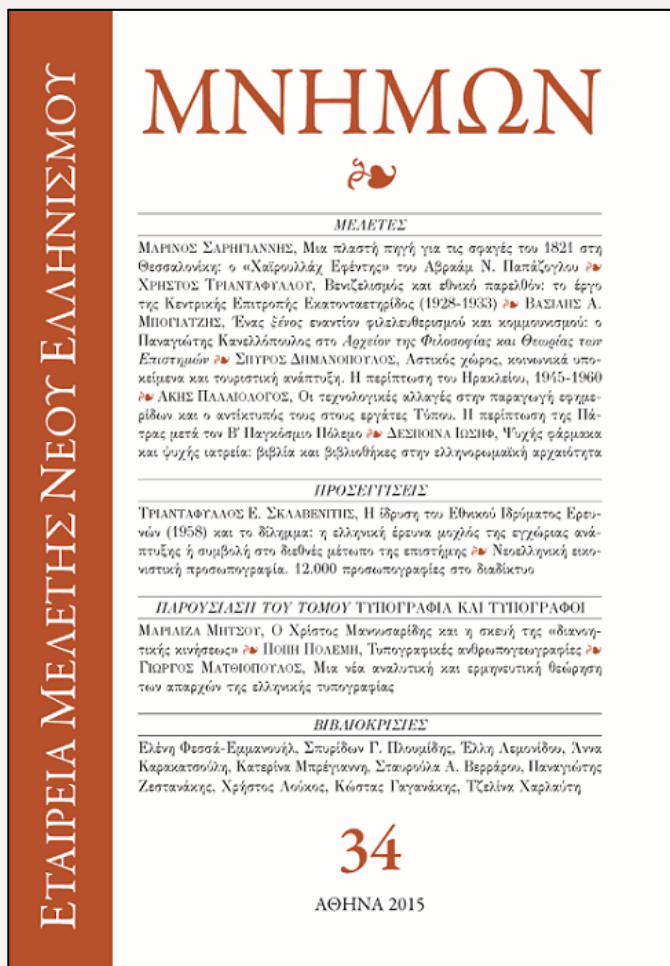 ΕΤΑΙΡΕΙΑ ΜΕΛΕΤΗΣ ΝΕΟΥ ΕΛΛΗΝΙΣΜΟΥ
ΜΝΗΜΩΝ
ΜΕΛΕΤΕΣ
ΜΑΡΙΝΟΣ ΣΑΡΗΓΙΑΝΝΗΣ, Μια πλαστή πηγή για τις σφαγές του 1821 στη
Θεσσαλονίκη: ο «Χαϊρουλλάχ Εφέντης» του Αβραάμ Ν. Παπάζογλου
ΧΡΗΣΤΟΣ ΤΡΙΑΝΤΑΦΥΛΛΟΥ, Βενιζελισμός και εθνικό παρελθόν: το έργο
της Κεντρικής Επιτροπής Εκατονταετηρίδος (1928-1933) ΒΑΣΙΛΗΣ Α.
ΜΠΟΓΙΑΤΖΗΣ, Ένας ξένος εναντίον φιλελευθερισμού και κομμουνισμού: ο
Παναγιώτης Κανελλόπουλος στο Αρχείον της Φιλοσοφίας και Θεωρίας των
Επιστημών ΣΠΥΡΟΣ ΔΗΜΑΝΟΠΟΥΛΟΣ, Αστικός χώρος, κοινωνικά υπο-
κείμενα και τουριστική ανάπτυξη. Η περίπτωση του Ηρακλείου, 1945-1960
ΑΚΗΣ ΠΑΛΑΙΟΛΟΓΟΣ, Οι τεχνολογικές αλλαγές στην παραγωγή εφημε-
ρίδων και ο αντίκτυπός τους στους εργάτες Τύπου. Η περίπτωση της Πά-
τρας μετά τον Β' Παγκόσμιο Πόλεμο ΔΕΣΠΟΙΝΑ ΙΩΣΗΦ, Ψυχής φάρμακα
και ψυχής ιατρεία: βιβλία και βιβλιοθήκες στην ελληνορωμαϊκή αρχαιότητα
ΠΡΟΣΕΓΓΙΣΕΙΣ
ΤΡΙΑΝΤΑΦΥΛΛΟΣ Ε. ΣΚΛΑΒΕΝΙΤΗΣ, Η ίδρυση του Εθνικού Ιδρύματος Ερευ-
νών (1958) και το δίλημμα: η ελληνική έρευνα μοχλός της εγχώριας ανά-
πτυξης ή συμβολή στο διεθνές μέτωπο της επιστήμης Νεοελληνική εικο-
νιστική προσωπογραφία. 12.000 προσωπογραφίες στο διαδίκτυο
ΠΑΡΟΥΣΙΑΣΗ ΤΟΥ ΤΟΜΟΥ ΤΥΠΟΓΡΑΦΙΑ ΚΑΙ ΤΥΠΟΓΡΑΦΟΙ
ΜΑΡΙΛΙΖΑ ΜΗΤΣΟΥ, Ο Χρίστος Μανουσαρίδης και η σκευή της «διανοη-
τικής κινήσεως» ΠΟΠΗ ΠΟΛΕΜΗ, Τυπογραφικές ανθρωπογεωγραφίες
ΓΙΩΡΓΟΣ ΜΑΤΘΙΟΠΟΥΛΟΣ, Μια νέα αναλυτική και ερμηνευτική θεώρηση
των απαρχών της ελληνικής τυπογραφίας
ΒΙΒΛΙΟΚΡΙΣΙΕΣ
Ελένη Φεσσά-Εμμανουήλ, Σπυρίδων Γ. Πλουμίδης, Έλλη Λεμονίδου, Άννα
Καρακατσούλη, Κατερίνα Μπρέγιαννη, Σταυρούλα Α. Βερράρου, Παναγιώτης
Ζεστανάκης, Χρήστος Λούκος, Κώστας Γαγανάκης, Τζελίνα Χαρλαύτη
34
ΑΘΗΝΑ 2015